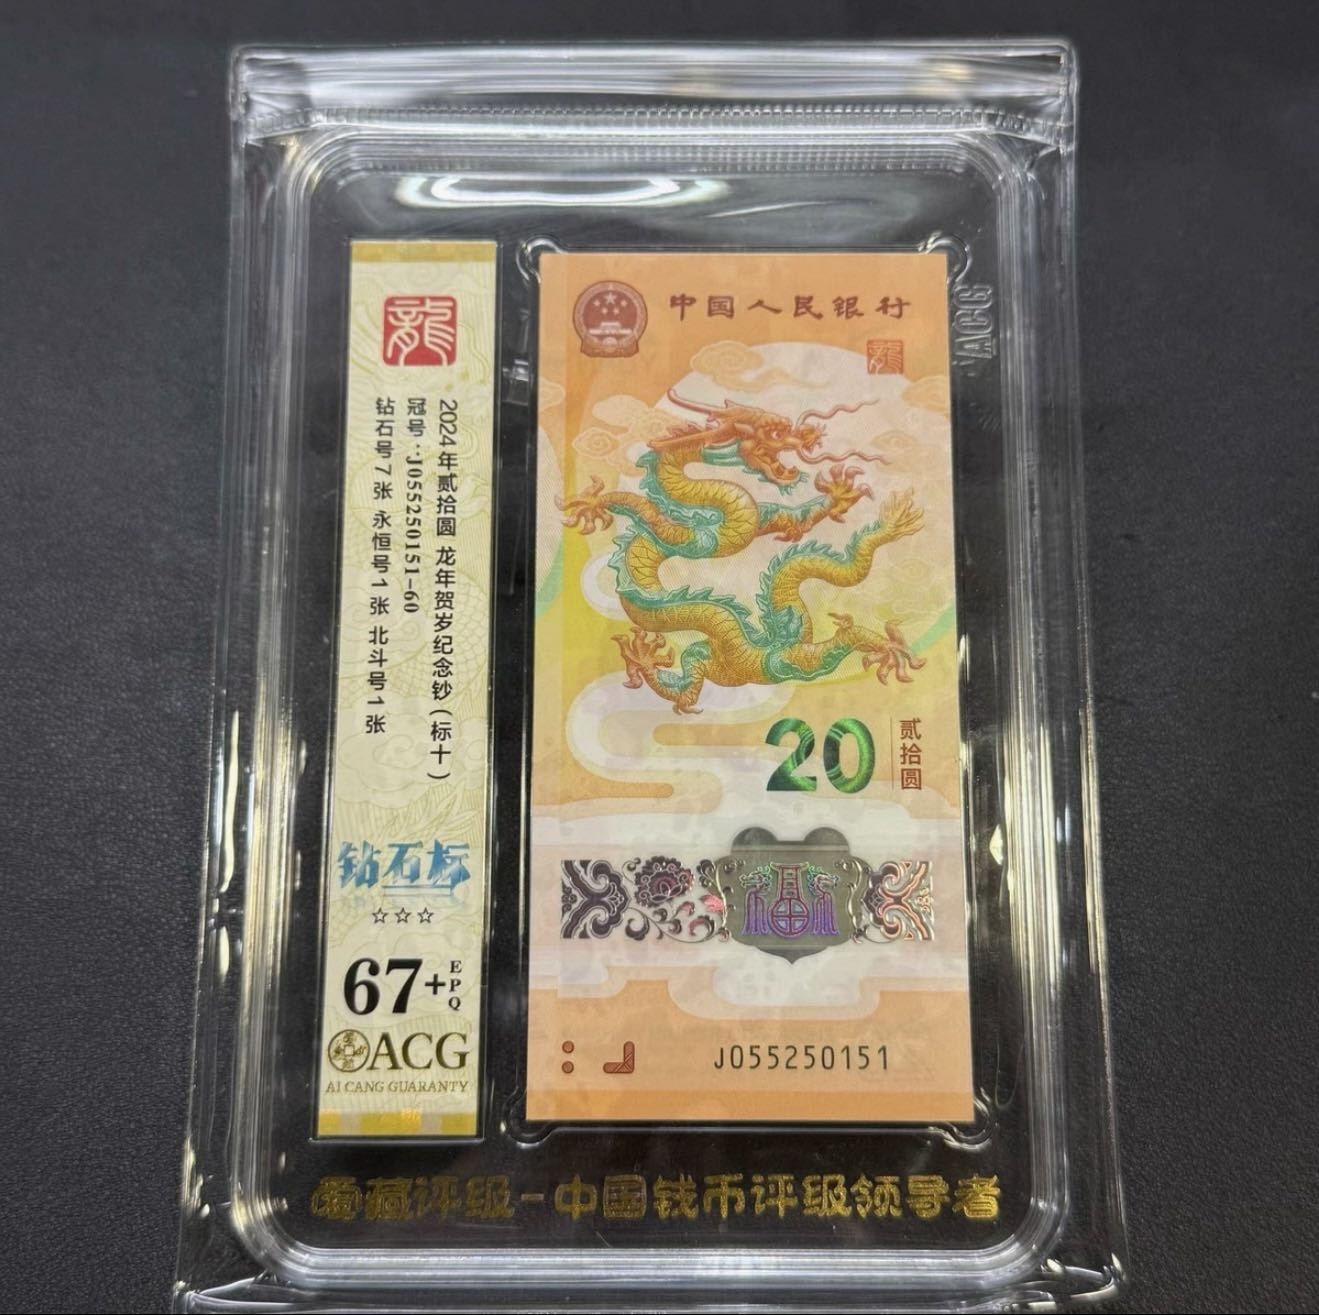 龍
2024年贰拾圆 龙年贺岁纪念钞(标十)
冠号:J055250151-60
钻石号7张 永恒号1张 北斗号1张
钻石标
☆☆☆
67+EPQ
ACG
AI CANG GUARANTY
中国人民银行
龍
20
贰拾圆
J055250151
ACG
爱藏评级-中国钱币评级领导者